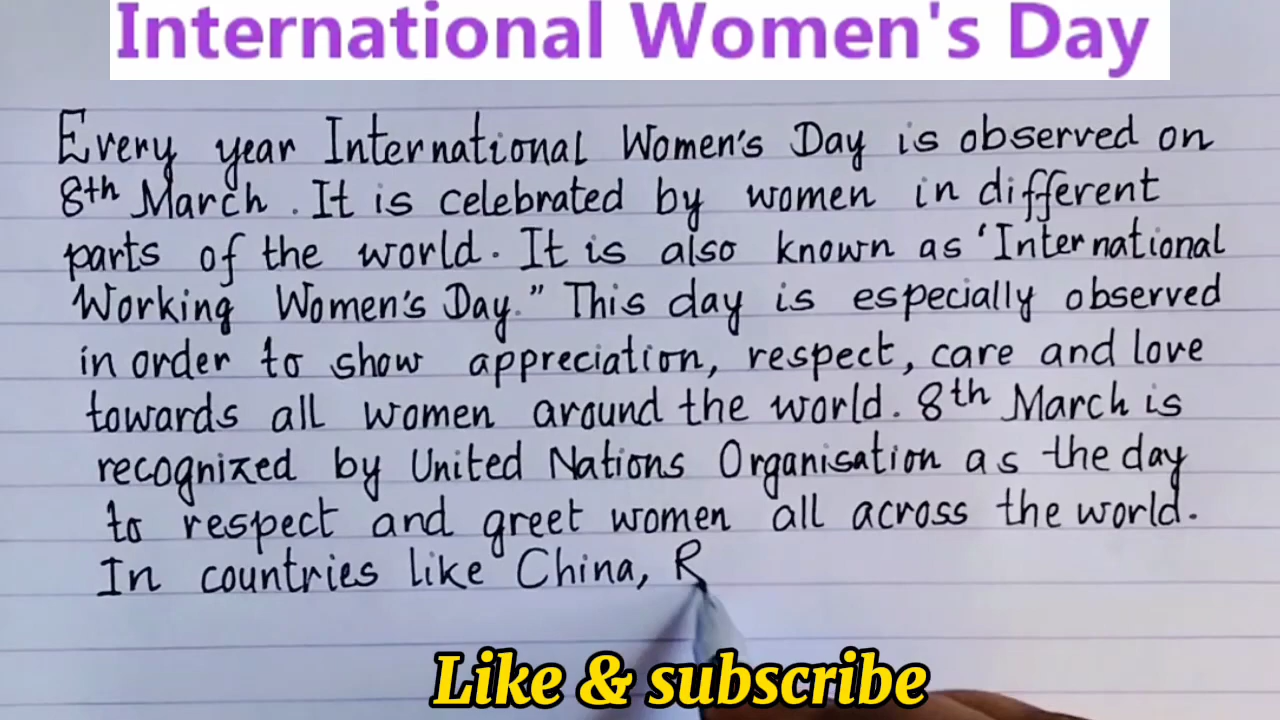 International Women's Day
Every year International Women's Day is observed on
8th March. It is celebrated by women in different
parts of the world. It is also known as 'International
Working Women's Day." This day is especially observed
in order to show appreciation, respect, care and love
towards all women around the world. 8th March is
recognized by United Nations Organisation as the day
to respect and greet women all across the world.
In countries like China, R
Like & subscribe